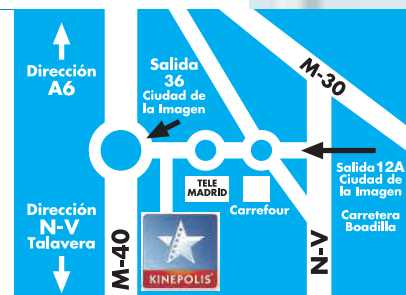 Dirección
A6
Salida
36
Ciudad de
la Imagen
M-30
Salida 12A
Ciudad de
la Imagen
Carretera
Boadilla
TELE
MADRID
Carrefour
Dirección
N-V
Talavera
M-40
KINEPOLIS
N-V